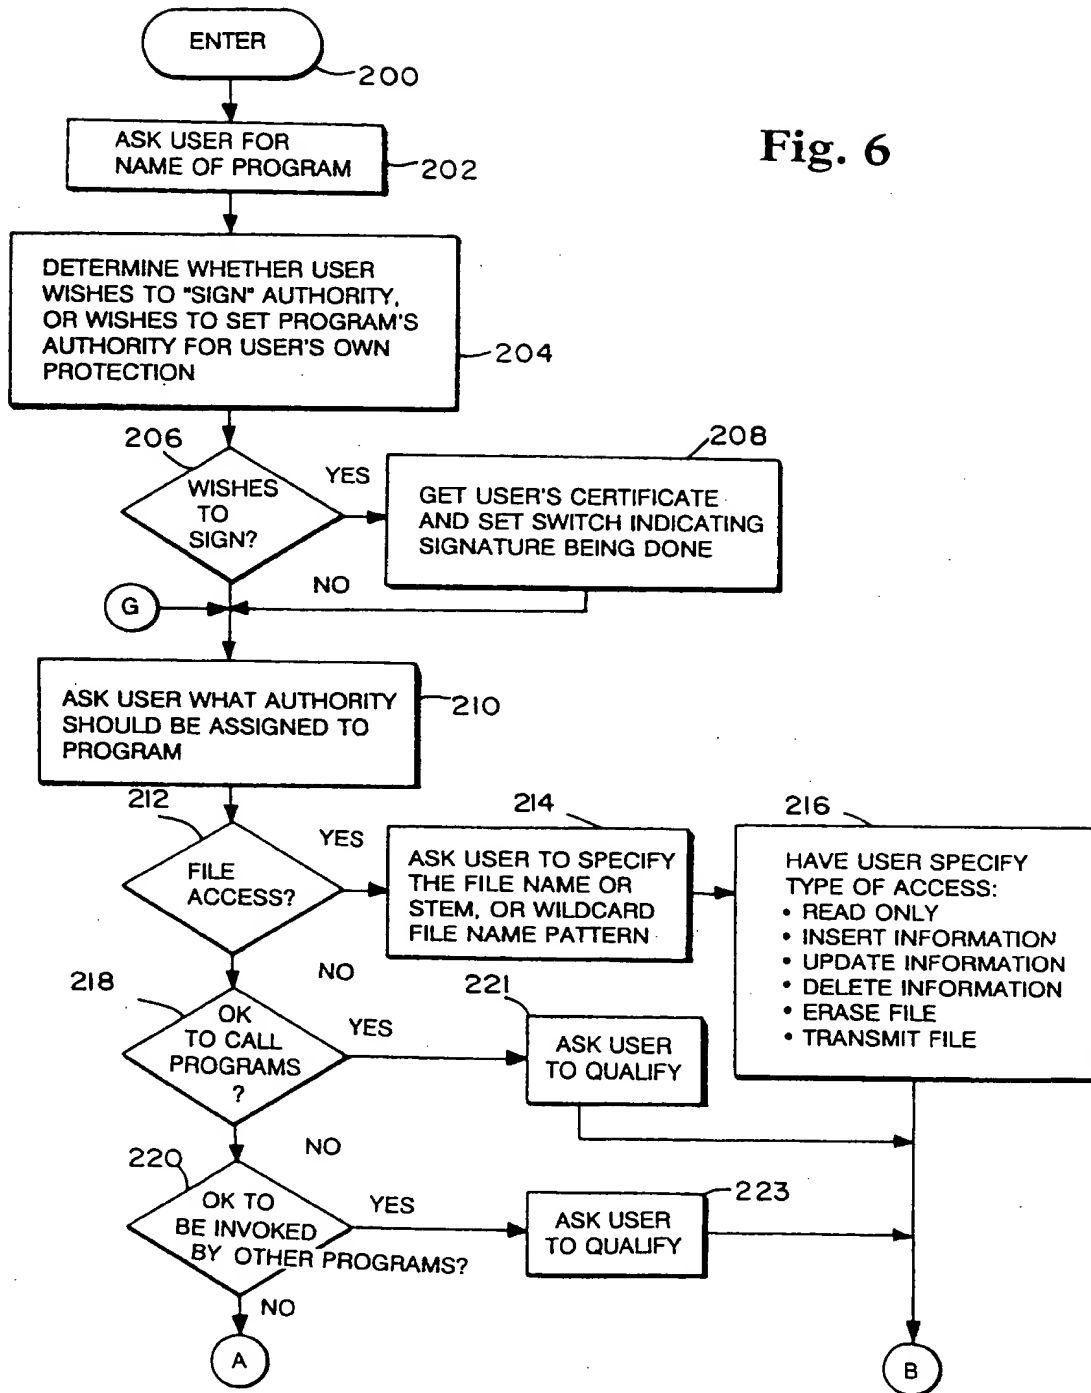 ENTER
200
Fig. 6
ASK USER FOR
NAME OF PROGRAM
202
DETERMINE WHETHER USER
WISHES TO "SIGN" AUTHORITY,
OR WISHES TO SET PROGRAM'S
AUTHORITY FOR USER'S OWN
PROTECTION
204
206
WISHES
TO
SIGN?
YES
208
GET USER'S CERTIFICATE
AND SET SWITCH INDICATING
SIGNATURE BEING DONE
NO
G
ASK USER WHAT AUTHORITY
SHOULD BE ASSIGNED TO
PROGRAM
210
212
FILE
ACCESS?
YES
214
ASK USER TO SPECIFY
THE FILE NAME OR
STEM, OR WILDCARD
FILE NAME PATTERN
216
HAVE USER SPECIFY
TYPE OF ACCESS:
• READ ONLY
• INSERT INFORMATION
• UPDATE INFORMATION
• DELETE INFORMATION
• ERASE FILE
• TRANSMIT FILE
NO
218
OK
TO CALL
PROGRAMS
?
YES
221
ASK USER
TO QUALIFY
NO
220
OK TO
BE INVOKED
BY OTHER PROGRAMS?
YES
223
ASK USER
TO QUALIFY
NO
A
B